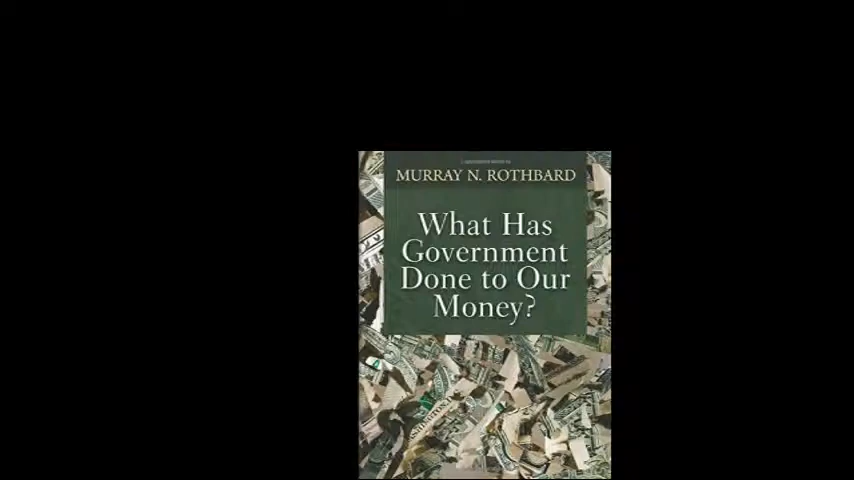 MURRAY N. ROTHBARD
What Has
Government
Done to Our
Money?